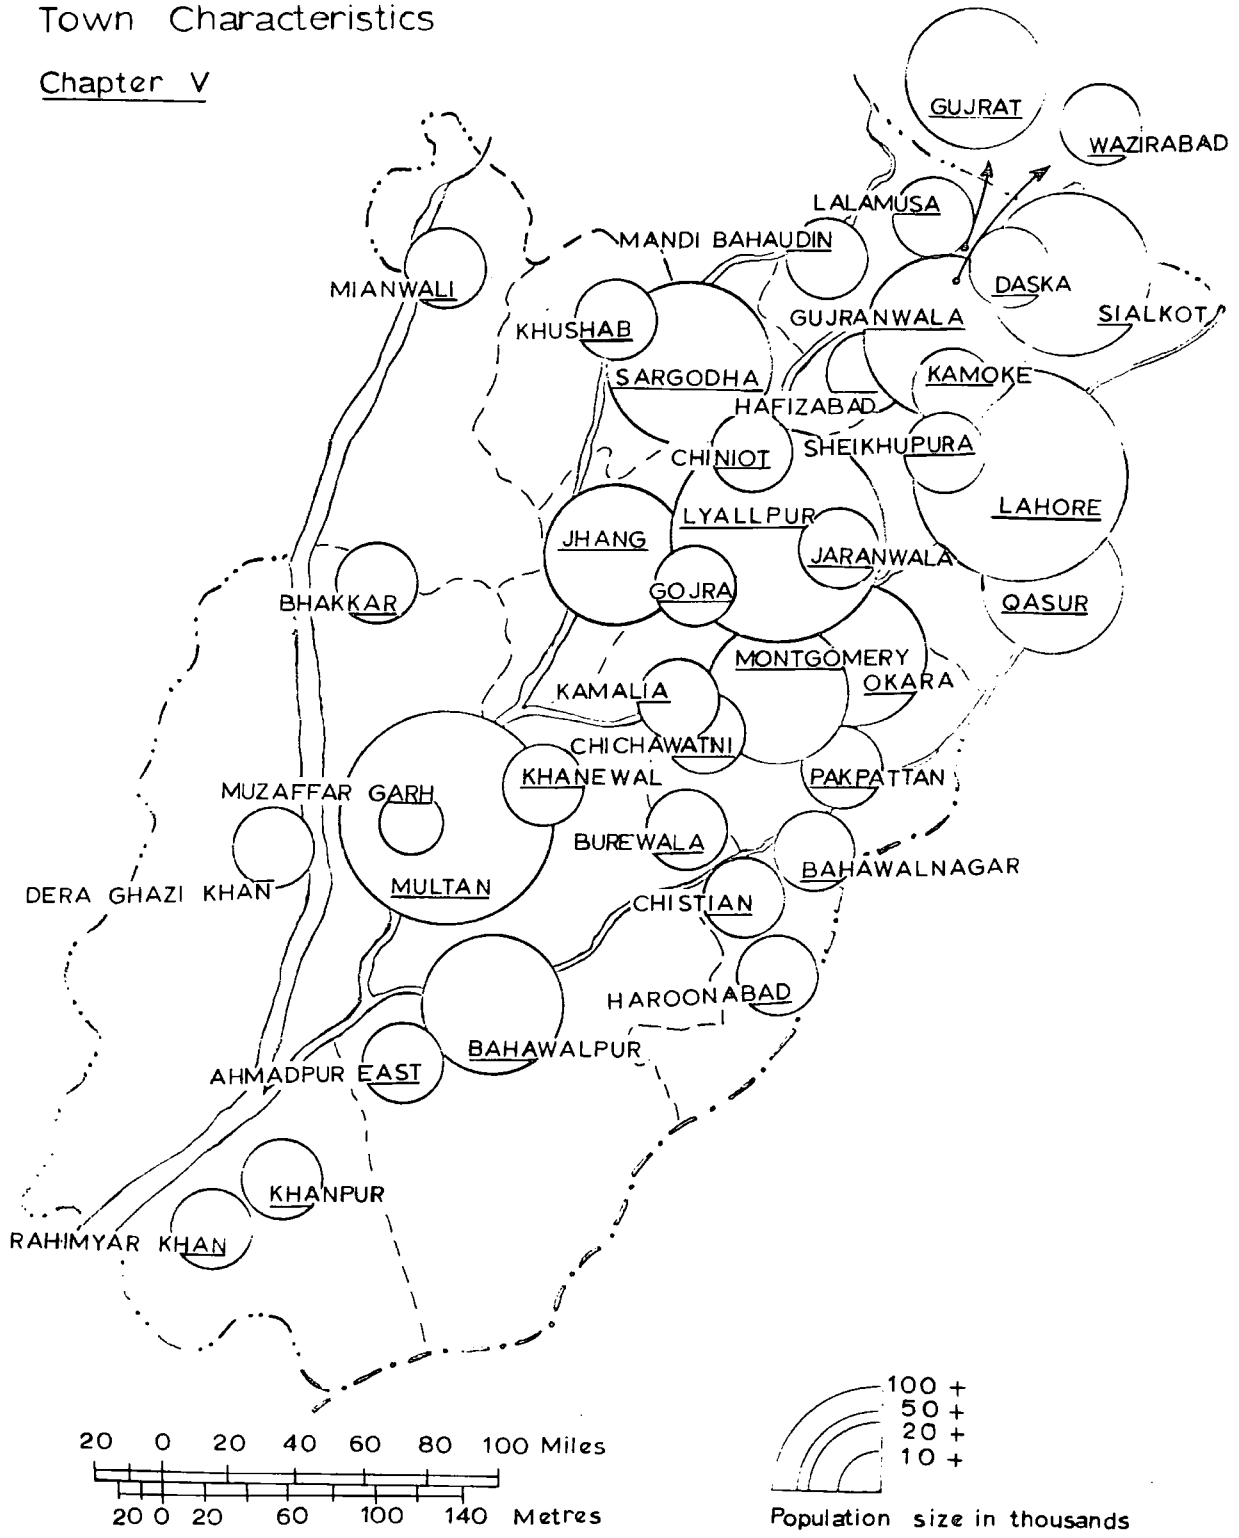 Town Characteristics
Chapter V
GUJRAT
WAZIRABAD
LALAMUSA
MANDI BAHAUDIN
DASKA
MIANWALI
SIALKOT
GUJRANWALA
KHUSHAB
SARGODHA
KAMOKE
HAFIZABAD
SHEIKHUPURA
CHINIOT
LAHORE
LYALLPUR
JHANG
JARANWALA
GOJRA
BHAKKAR
QASUR
MONTGOMERY
OKARA
KAMALIA
CHICHAWATNI
KHANEWAL
PAKPATTAN
MUZAFFAR GARH
BUREWALA
BAHAWALNAGAR
MULTAN
DERA GHAZI KHAN
CHISTIAN
HAROONABAD
BAHAWALPUR
AHMADPUR EAST
KHANPUR
RAHIMYAR KHAN
100 +
50 +
20 +
10 +
20 0 20 40 60 80 100 Miles
20 0 20 60 100 140 Metres
Population size in thousands